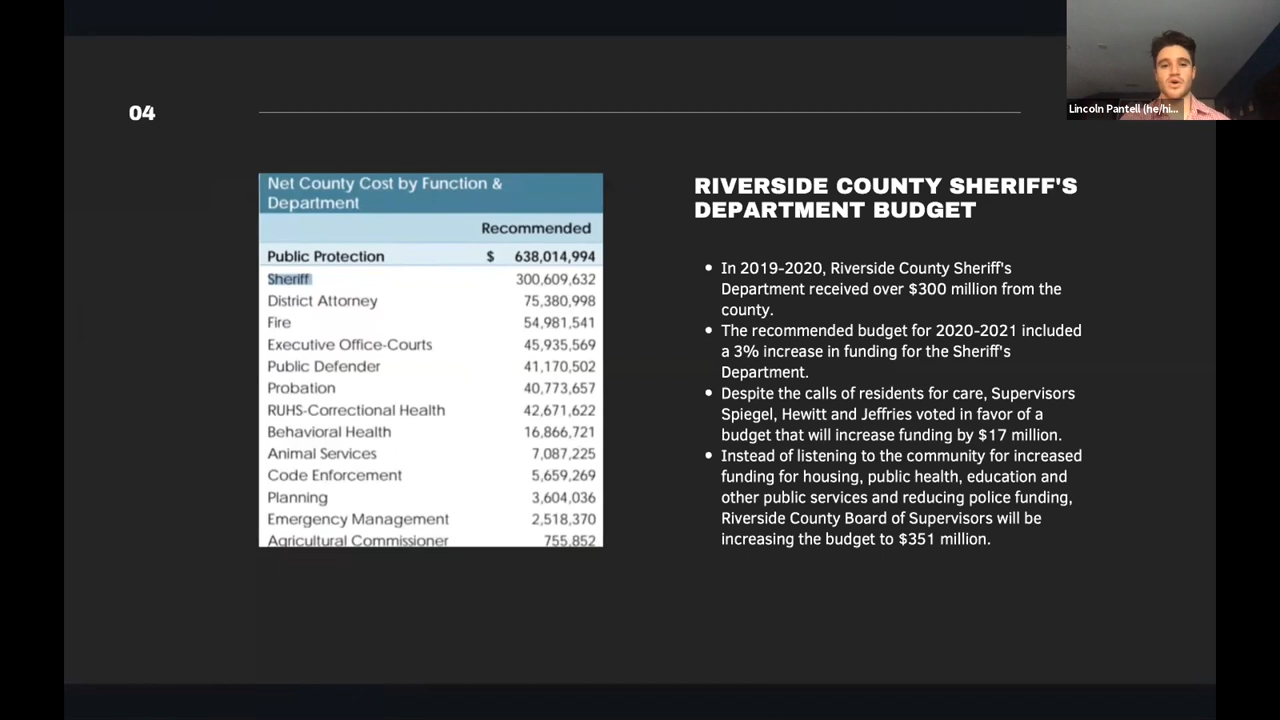 Lincoln Pantell (he/hi...
04
Net County Cost by Function &
Department
Recommended
Public Protection $ 638,014,994
Sheriff 300,609,632
District Attorney 75,380,998
Fire 54,981,541
Executive Office-Courts 45,935,569
Public Defender 41,170,502
Probation 40,773,657
RUHS-Correctional Health 42,671,622
Behavioral Health 16,866,721
Animal Services 7,087,225
Code Enforcement 5,659,269
Planning 3,604,036
Emergency Management 2,518,370
Agricultural Commissioner 755,852
RIVERSIDE COUNTY SHERIFF'S
DEPARTMENT BUDGET
• In 2019-2020, Riverside County Sheriff's
Department received over $300 million from the
county.
• The recommended budget for 2020-2021 included
a 3% increase in funding for the Sheriff's
Department.
• Despite the calls of residents for care, Supervisors
Spiegel, Hewitt and Jeffries voted in favor of a
budget that will increase funding by $17 million.
• Instead of listening to the community for increased
funding for housing, public health, education and
other public services and reducing police funding,
Riverside County Board of Supervisors will be
increasing the budget to $351 million.